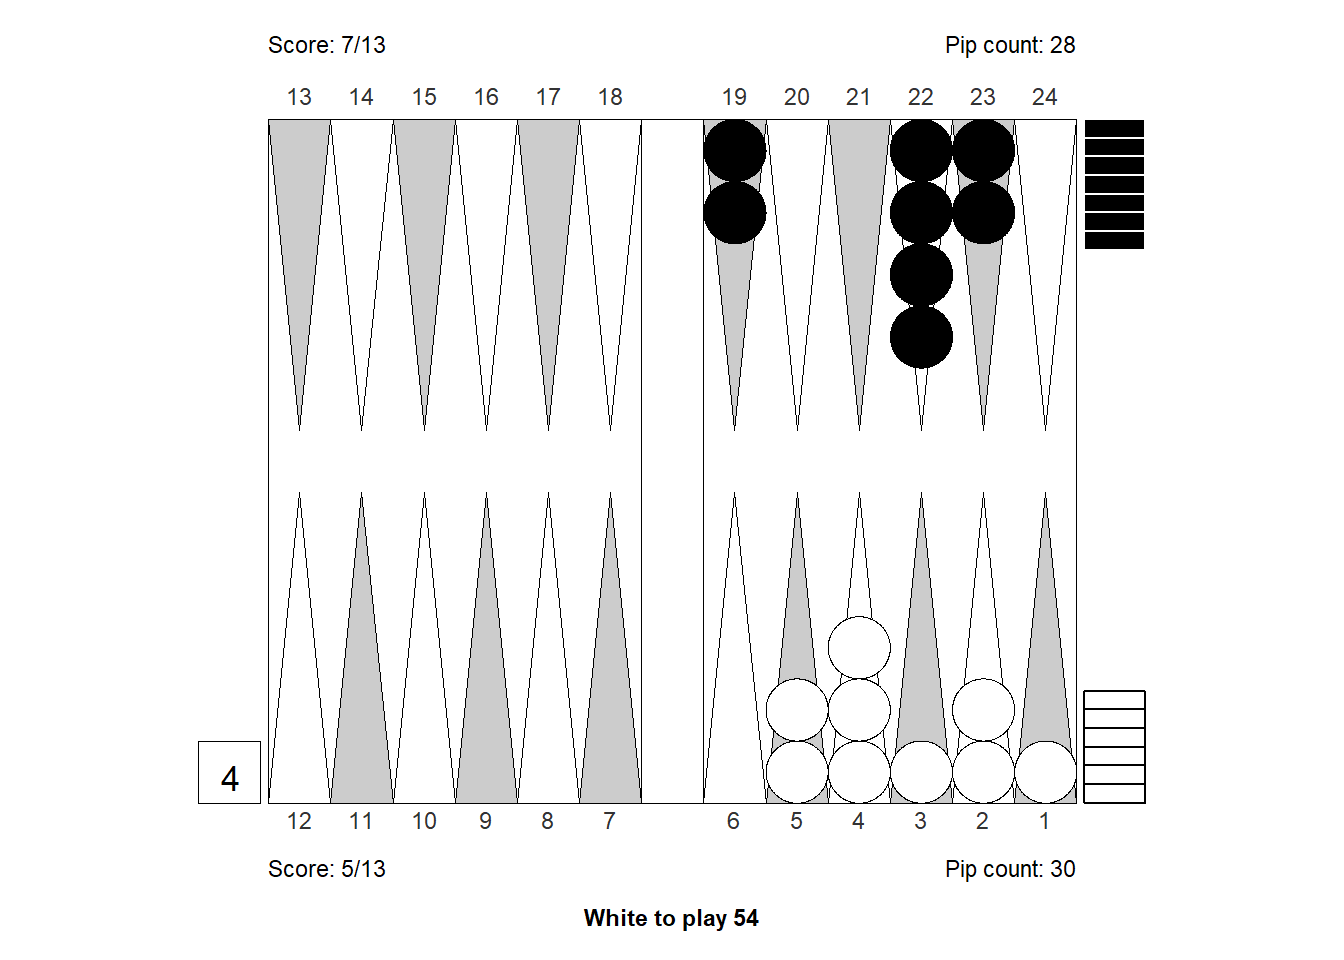 Score: 7/13 Pip count: 28
13 14 15 16 17 18 19 20 21 22 23 24
4
12 11 10 9 8 7 6 5 4 3 2 1
Score: 5/13 Pip count: 30
White to play 54